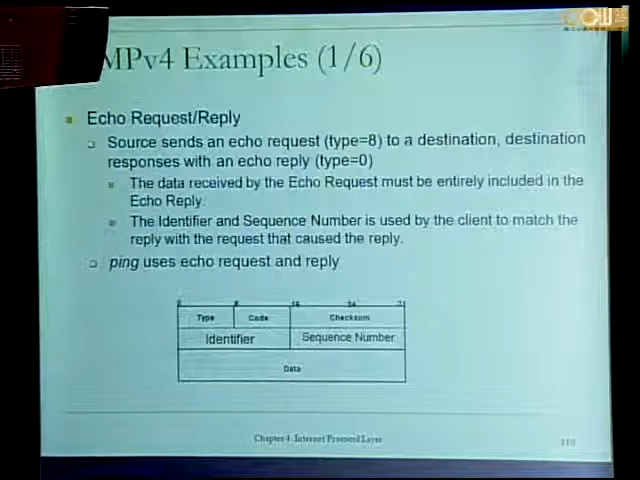 MPv4 Examples (1/6)
Echo Request/Reply
Source sends an echo request (type=8) to a destination, destination
responses with an echo reply (type=0)
The data received by the Echo Request must be entirely included in the
Echo Reply.
The Identifier and Sequence Number is used by the client to match the
reply with the request that caused the reply.
ping uses echo request and reply
0 8 16 24 31
Type Code Checksum
Identifier Sequence Number
Data
Chapter 4: Internet Protocol Layer